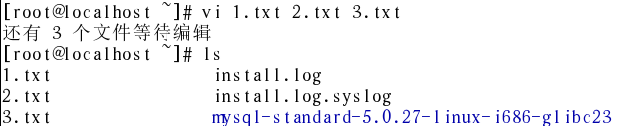 [root@localhost ~]# vi 1.txt 2.txt 3.txt
还有 3 个文件等待编辑
[root@localhost ~]# ls
1.txt install.log
2.txt install.log.syslog
3.txt mysql-standard-5.0.27-linux-i686-glibc23